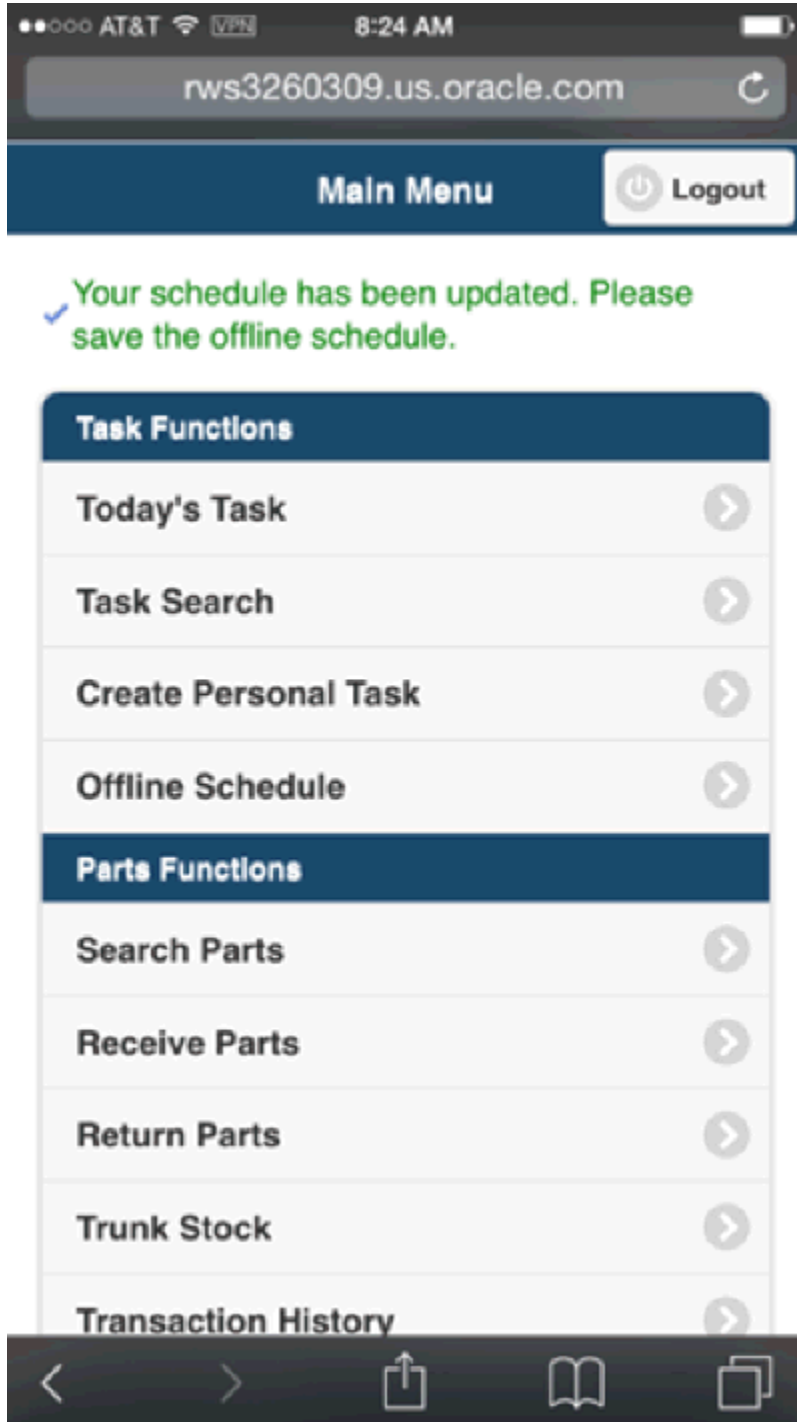 AT&T VPN 8:24 AM
rws3260309.us.oracle.com
Main Menu Logout
Your schedule has been updated. Please
save the offline schedule.
Task Functions
Today's Task
Task Search
Create Personal Task
Offline Schedule
Parts Functions
Search Parts
Receive Parts
Return Parts
Trunk Stock
Transaction History